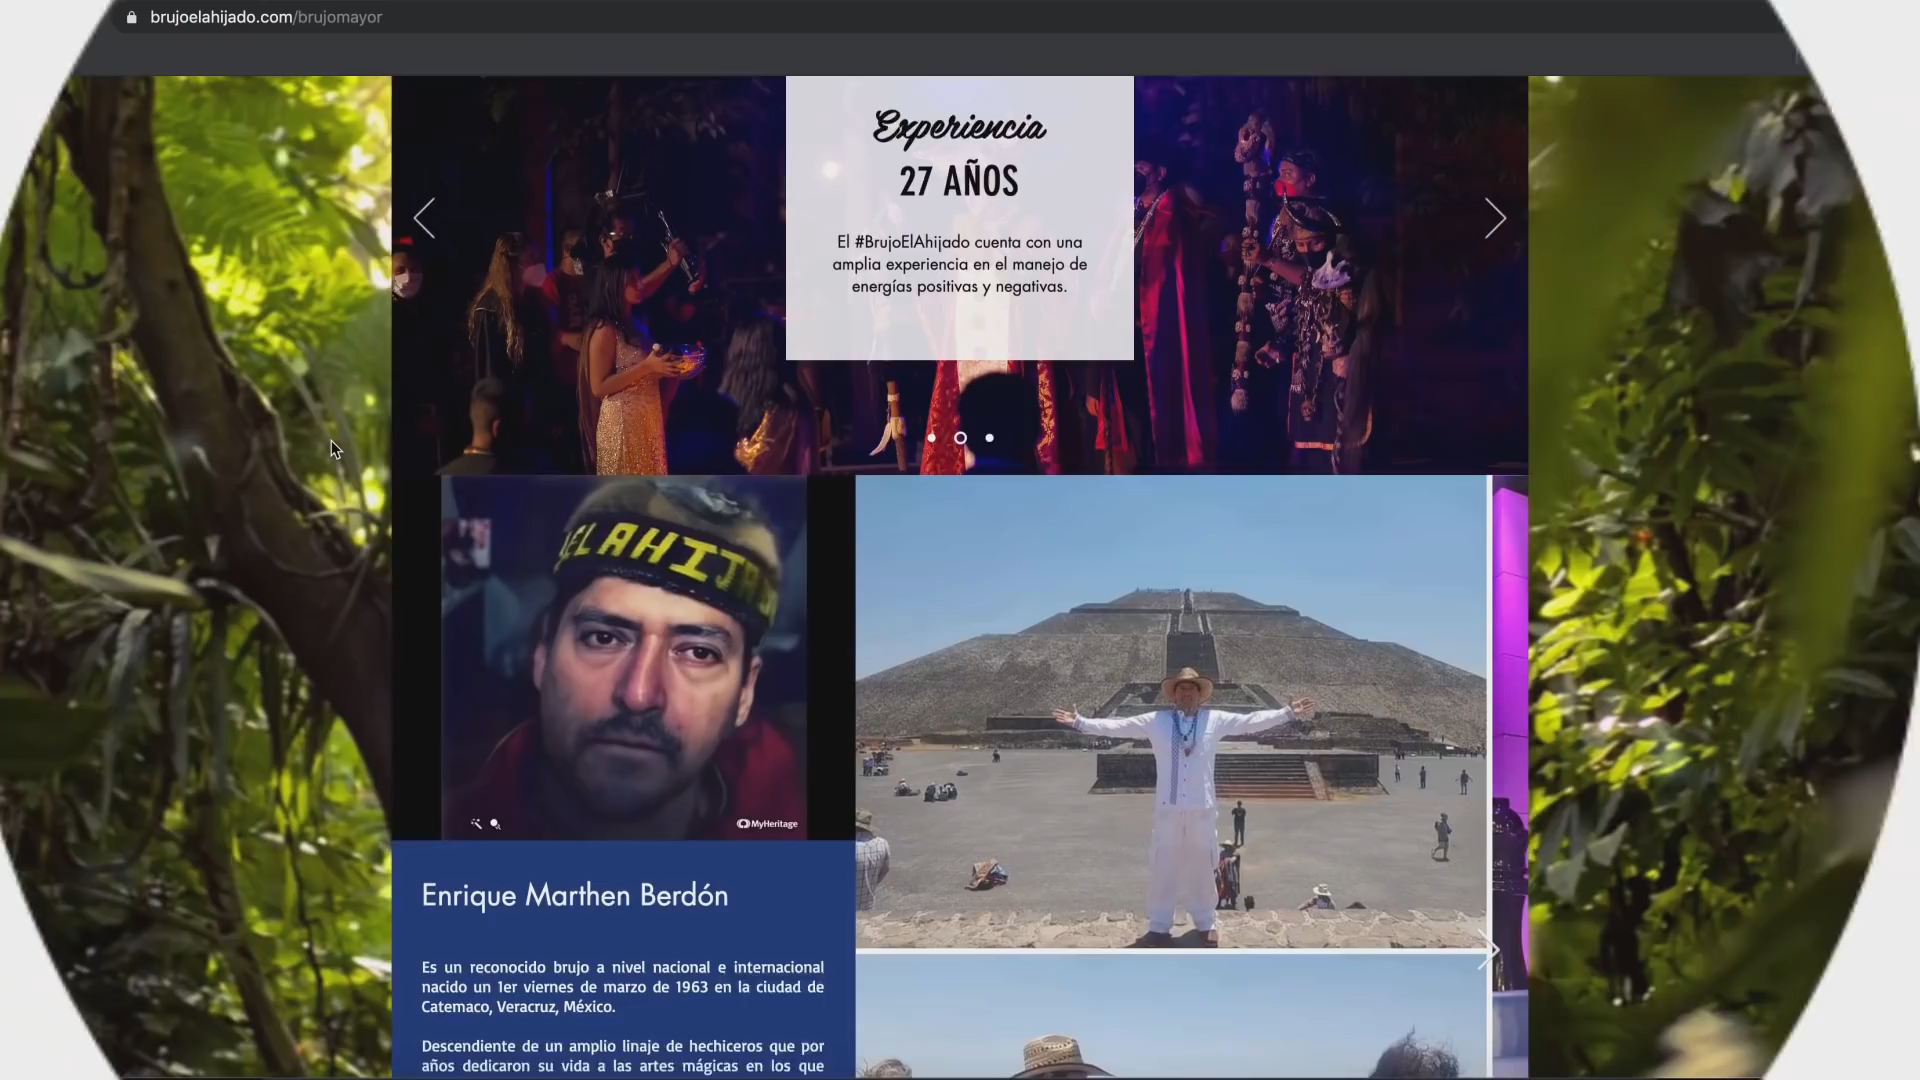 brujoelahijado.com/brujomayor
Experiencia
27 AÑOS
El #BrujoElAhijado cuenta con una
amplia experiencia en el manejo de
energías positivas y negativas.
EL AHIJA
MyHeritage
Enrique Marthen Berdón
Es un reconocido brujo a nivel nacional e internacional
nacido un 1er viernes de marzo de 1963 en la ciudad de
Catemaco, Veracruz, México.
Descendiente de un amplio linaje de hechiceros que por
años dedicaron su vida a las artes mágicas en los que